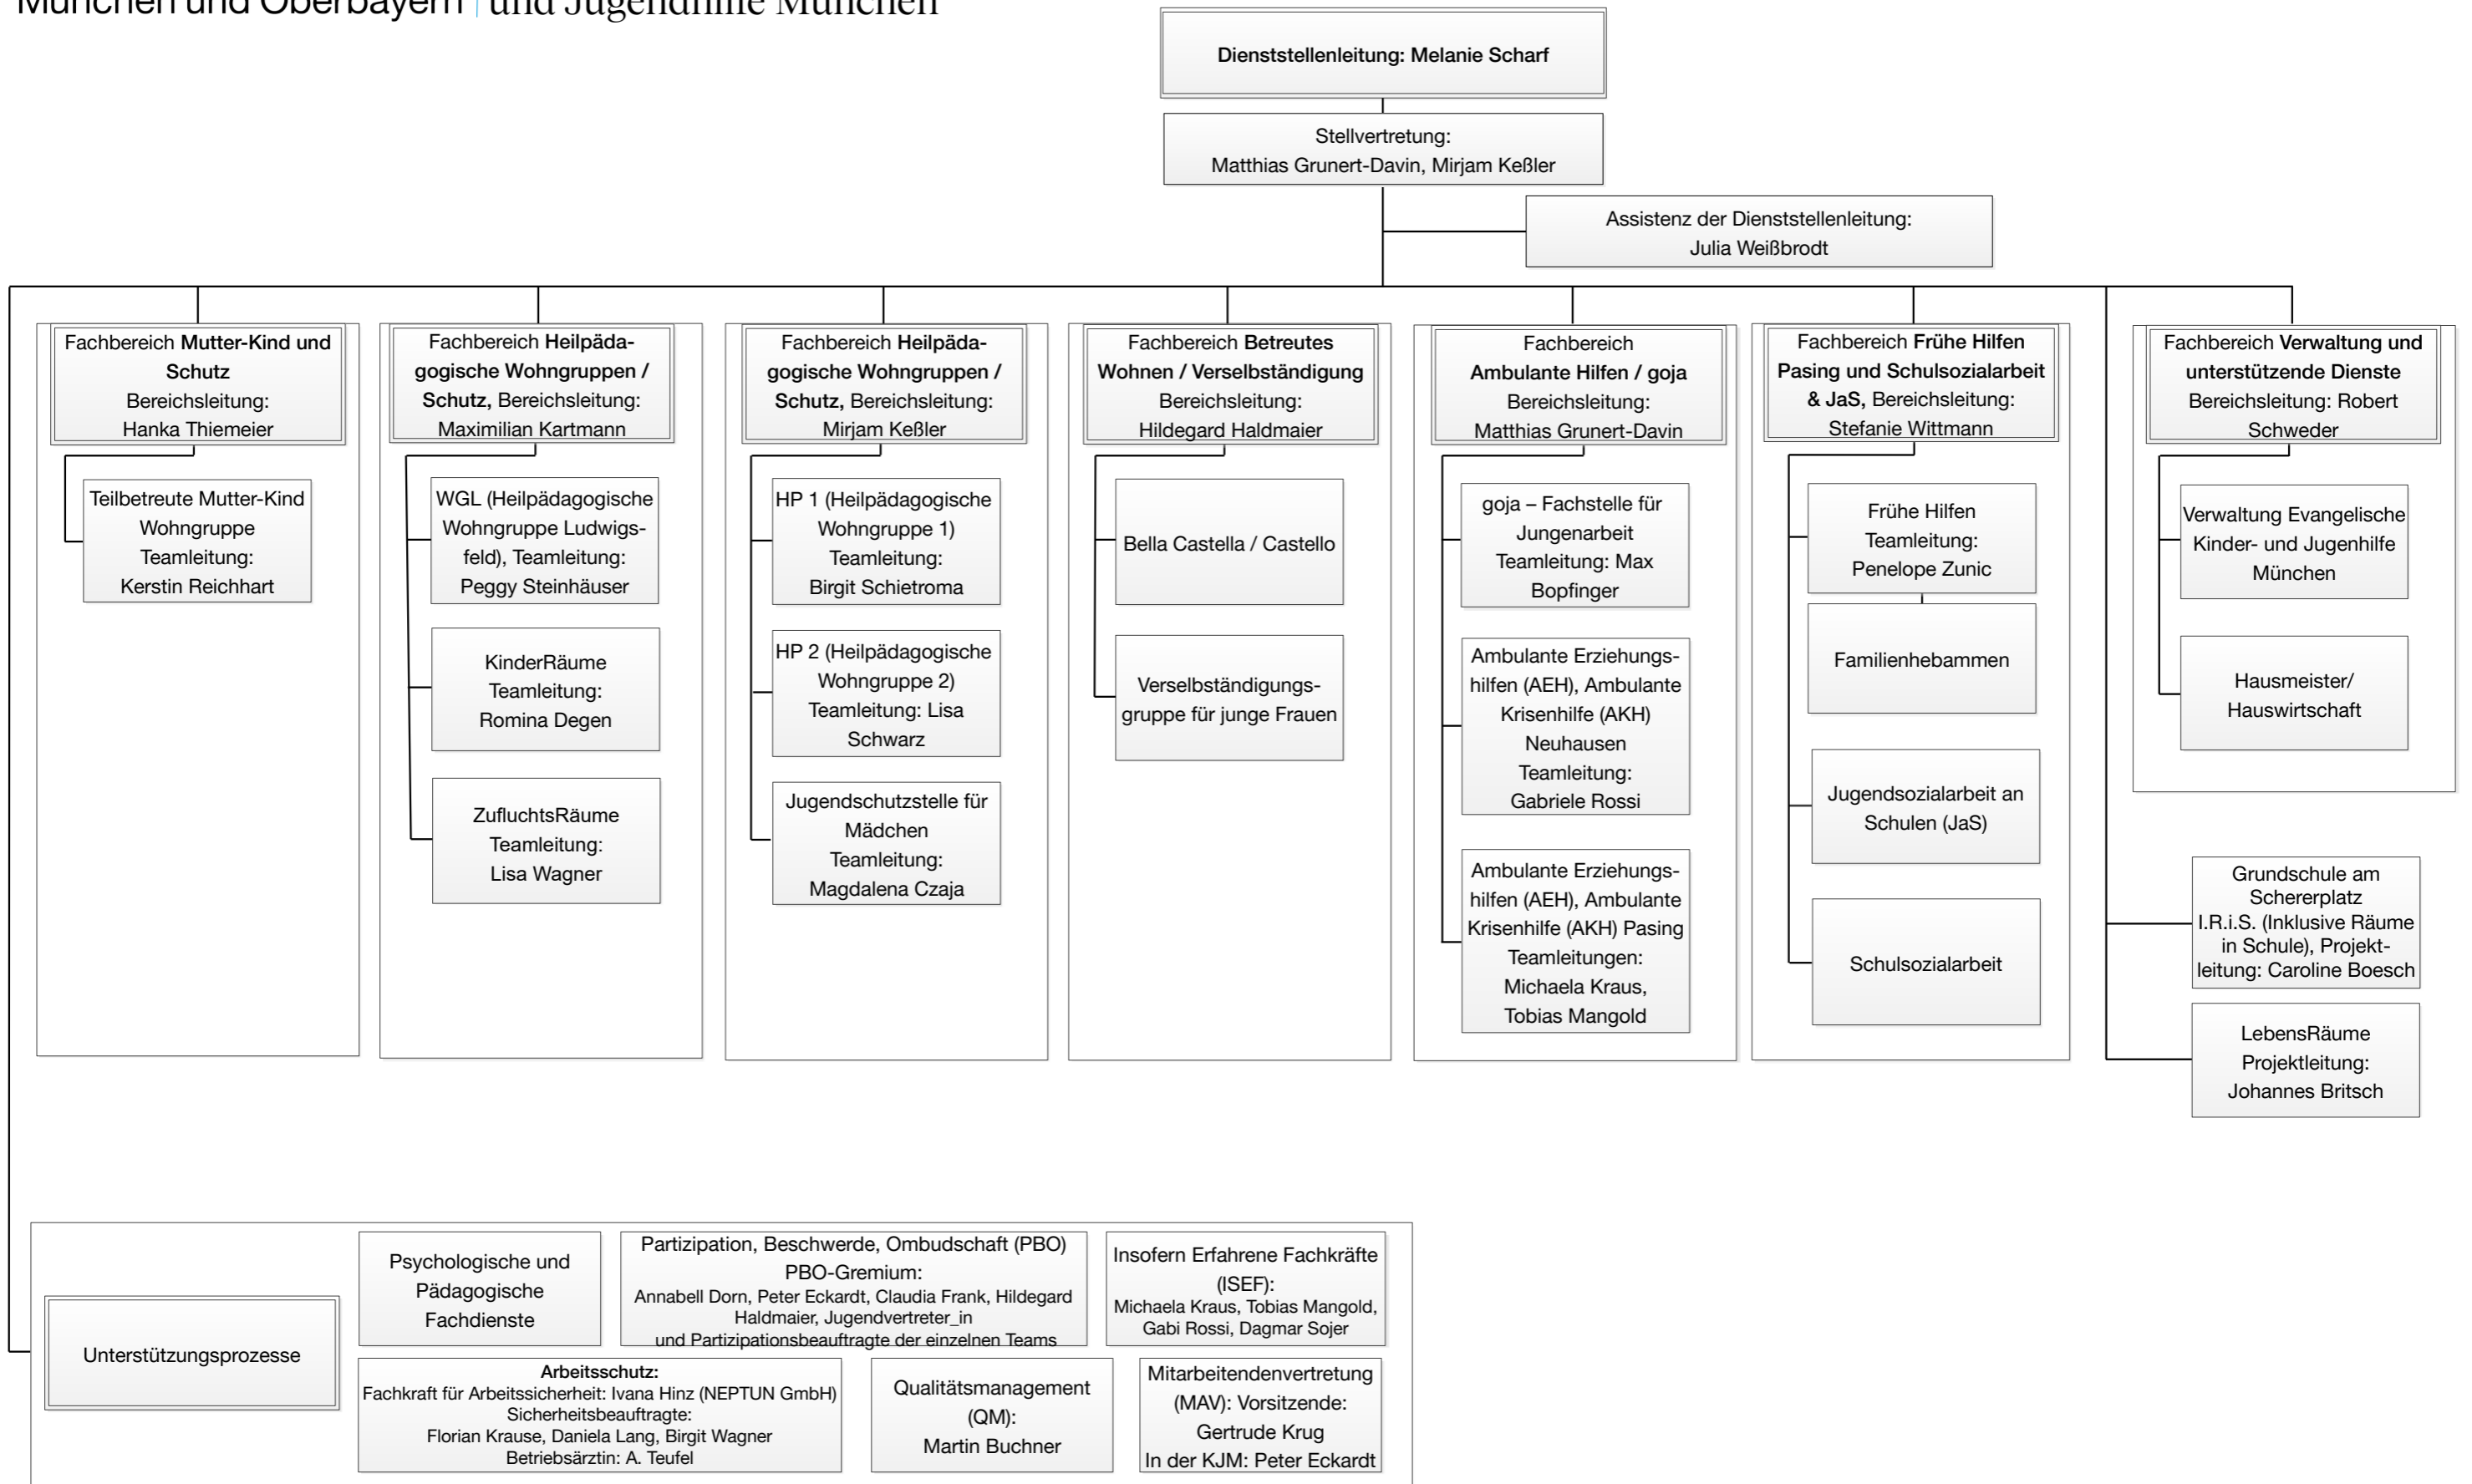 München und Oberbayern | und Jugendhilfe München
Dienststellenleitung: Melanie Scharf
Stellvertretung:
Matthias Grunert-Davin, Mirjam Keßler
Assistenz der Dienststellenleitung:
Julia Weißbrodt
Fachbereich Mutter-Kind und
Schutz
Bereichsleitung:
Hanka Thiemeier
Teilbetreute Mutter-Kind
Wohngruppe
Teamleitung:
Kerstin Reichhart
Fachbereich Heilpäda-
gogische Wohngruppen /
Schutz, Bereichsleitung:
Maximilian Kartmann
WGL (Heilpädagogische
Wohngruppe Ludwigs-
feld), Teamleitung:
Peggy Steinhäuser
KinderRäume
Teamleitung:
Romina Degen
ZufluchtsRäume
Teamleitung:
Lisa Wagner
Fachbereich Heilpäda-
gogische Wohngruppen /
Schutz, Bereichsleitung:
Mirjam Keßler
HP 1 (Heilpädagogische
Wohngruppe 1)
Teamleitung:
Birgit Schietroma
HP 2 (Heilpädagogische
Wohngruppe 2)
Teamleitung: Lisa
Schwarz
Jugendschutzstelle für
Mädchen
Teamleitung:
Magdalena Czaja
Fachbereich Betreutes
Wohnen / Verselbständigung
Bereichsleitung:
Hildegard Haldmaier
Bella Castella / Castello
Verselbständigungs-
gruppe für junge Frauen
Fachbereich
Ambulante Hilfen / goja
Bereichsleitung:
Matthias Grunert-Davin
goja – Fachstelle für
Jungenarbeit
Teamleitung: Max
Bopfinger
Ambulante Erziehungs-
hilfen (AEH), Ambulante
Krisenhilfe (AKH)
Neuhausen
Teamleitung:
Gabriele Rossi
Ambulante Erziehungs-
hilfen (AEH), Ambulante
Krisenhilfe (AKH) Pasing
Teamleitungen:
Michaela Kraus,
Tobias Mangold
Fachbereich Frühe Hilfen
Pasing und Schulsozialarbeit
& JaS, Bereichsleitung:
Stefanie Wittmann
Frühe Hilfen
Teamleitung:
Penelope Zunic
Familienhebammen
Jugendsozialarbeit an
Schulen (JaS)
Schulsozialarbeit
Fachbereich Verwaltung und
unterstützende Dienste
Bereichsleitung: Robert
Schweder
Verwaltung Evangelische
Kinder- und Jugenhilfe
München
Hausmeister/
Hauswirtschaft
Grundschule am
Schererplatz
I.R.i.S. (Inklusive Räume
in Schule), Projekt-
leitung: Caroline Boesch
LebensRäume
Projektleitung:
Johannes Britsch
Unterstützungsprozesse
Psychologische und
Pädagogische
Fachdienste
Partizipation, Beschwerde, Ombudschaft (PBO)
PBO-Gremium:
Annabell Dorn, Peter Eckardt, Claudia Frank, Hildegard
Haldmaier, Jugendvertreter_in
und Partizipationsbeauftragte der einzelnen Teams
Insofern Erfahrene Fachkräfte
(ISEF):
Michaela Kraus, Tobias Mangold,
Gabi Rossi, Dagmar Sojer
Arbeitsschutz:
Fachkraft für Arbeitssicherheit: Ivana Hinz (NEPTUN GmbH)
Sicherheitsbeauftragte:
Florian Krause, Daniela Lang, Birgit Wagner
Betriebsärztin: A. Teufel
Qualitätsmanagement
(QM):
Martin Buchner
Mitarbeitendenvertretung
(MAV): Vorsitzende:
Gertrude Krug
In der KJM: Peter Eckardt